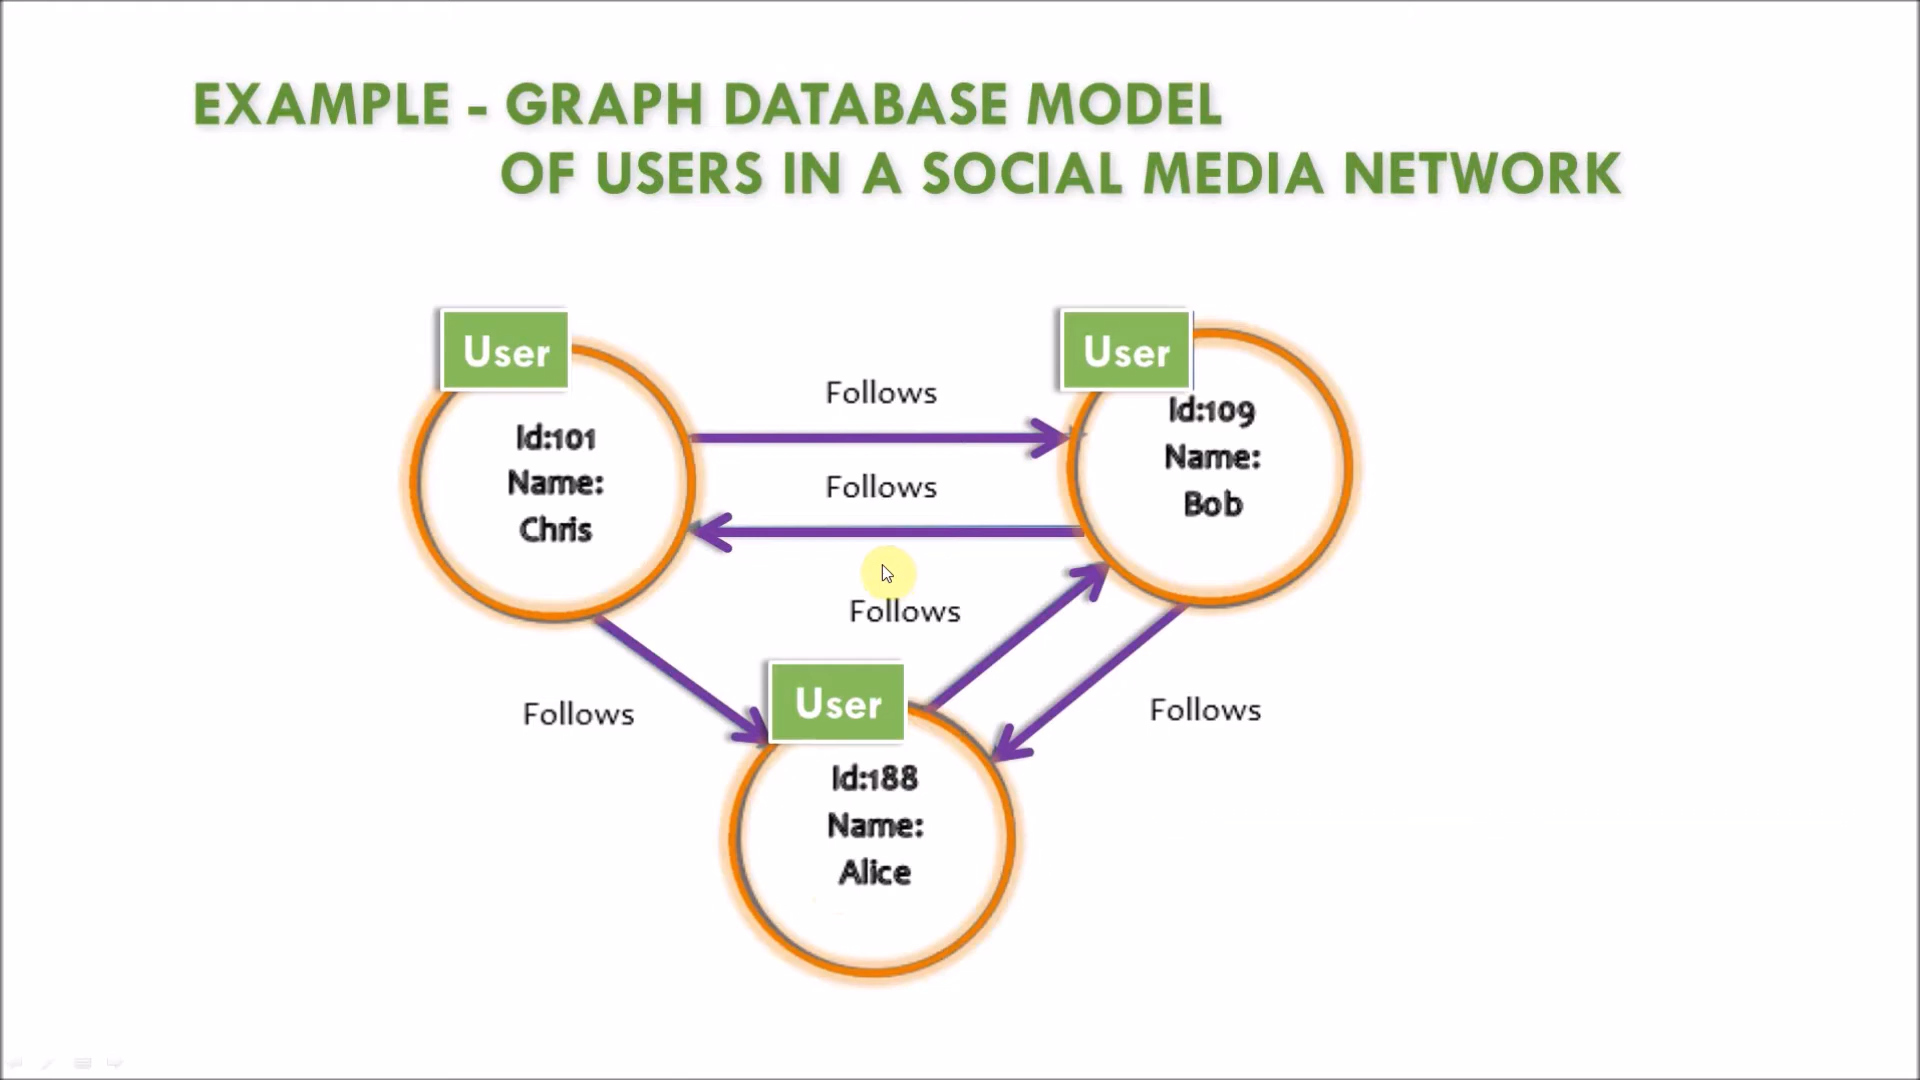 EXAMPLE - GRAPH DATABASE MODEL
OF USERS IN A SOCIAL MEDIA NETWORK
User
Id:101
Name:
Chris
Follows
Follows
User
Id:109
Name:
Bob
Follows
Follows
Follows
User
Id:188
Name:
Alice